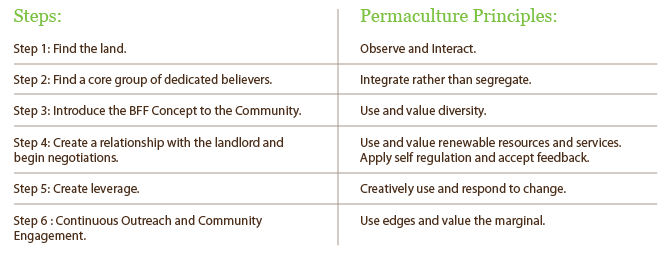 Steps:
Permaculture Principles:
Step 1: Find the land.
Observe and Interact.
Step 2: Find a core group of dedicated believers.
Integrate rather than segregate.
Step 3: Introduce the BFF Concept to the Community.
Use and value diversity.
Step 4: Create a relationship with the landlord and
begin negotiations.
Use and value renewable resources and services.
Apply self regulation and accept feedback.
Step 5: Create leverage.
Creatively use and respond to change.
Step 6 : Continuous Outreach and Community
Engagement.
Use edges and value the marginal.